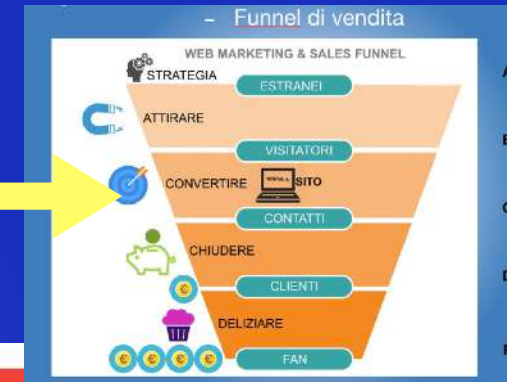 - Funnel di vendita
WEB MARKETING & SALES FUNNEL
STRATEGIA
ESTRANEI
ATTIRARE
VISITATORI
CONVERTIRE
SITO
CONTATTI
CHIUDERE
CLIENTI
DELIZIARE
FAN